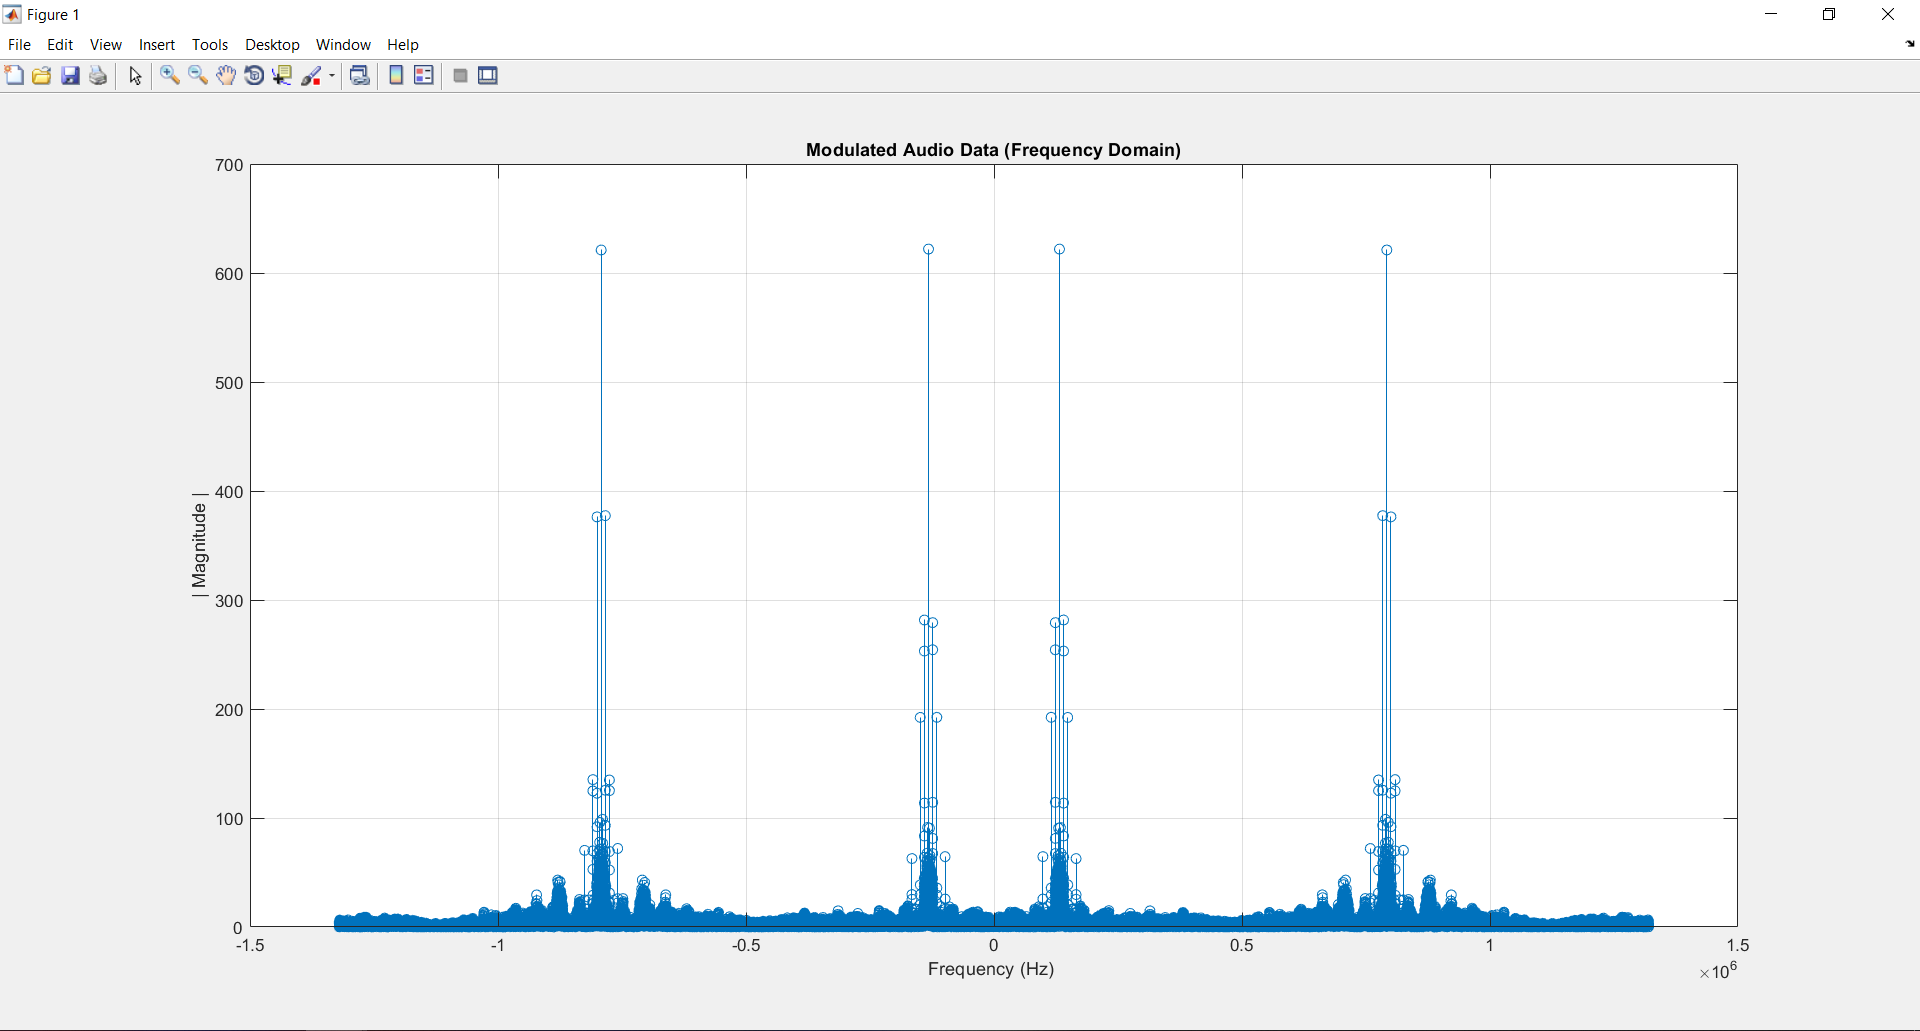 Figure 1
File Edit View Insert Tools Desktop Window Help
Modulated Audio Data (Frequency Domain)
| Magnitude |
700
600
500
400
300
200
100
0
-1.5 -1 -0.5 0 0.5 1 1.5
Frequency (Hz)
×10⁶